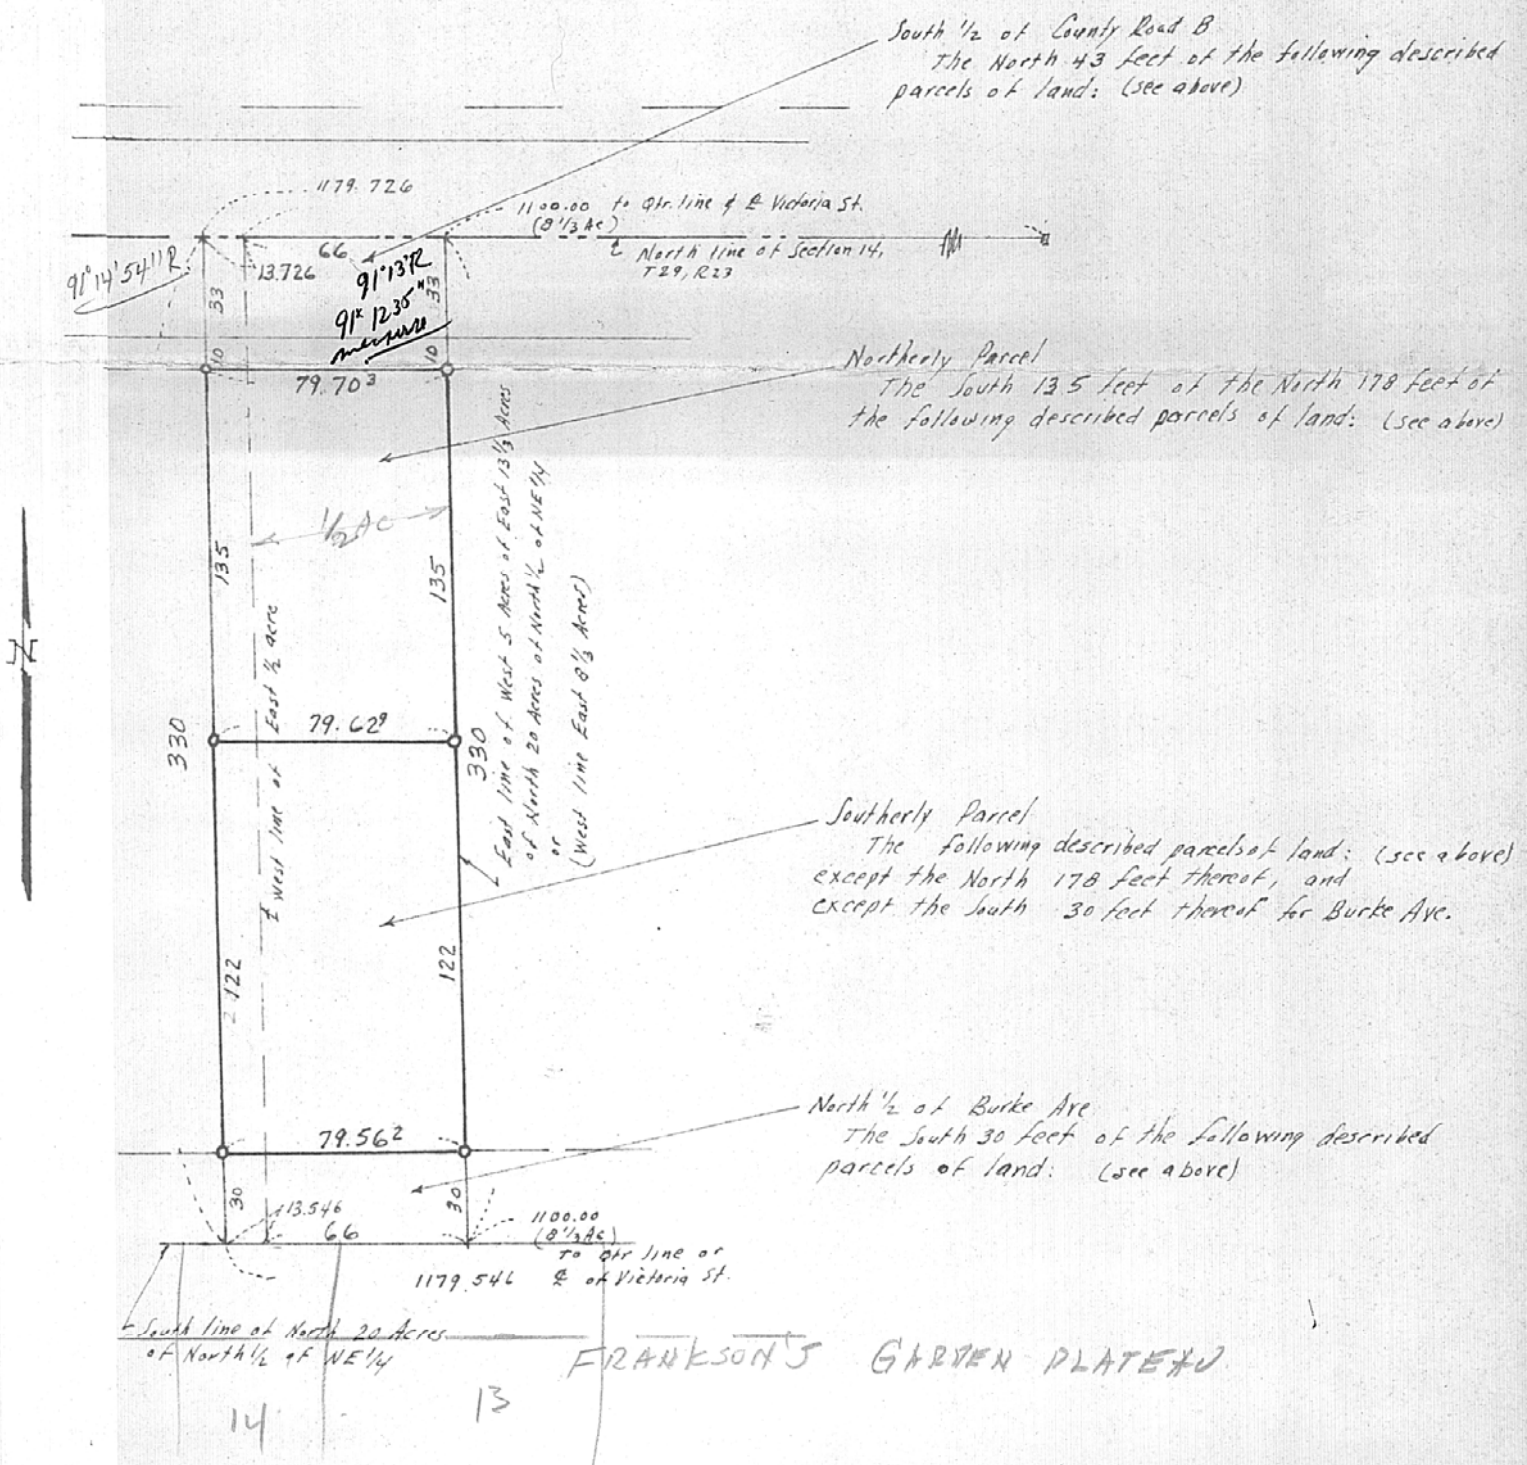 South 1/2 of County Road B
The North 43 feet of the following described
parcels of land: (see above)
1179.726
1100.00 to Qtr. line & ℄ Victoria St.
(8 1/3 Ac)
North line of Section 14,
T29, R23
66
13.726
91°14'54"R
91°13'R
91° 1230"
measure
33
33
10
10
79.70³
Northerly Parcel
The South 135 feet of the North 178 feet of
the following described parcels of land: (see above)
1/2 AC
135
135
East line of West 5 Acres of East 13 1/3 Acres
of North 20 Acres of North 1/2 of NE 1/4
or
(West line East 8 1/3 Acres)
West line of East 1/2 acre
N
79.62⁹
330
330
Southerly Parcel
The following described parcels of land: (see above)
except the North 178 feet thereof, and
except the South 30 feet thereof for Burke Ave.
122
122
North 1/2 of Burke Ave
The South 30 feet of the following described
parcels of land: (see above)
79.56²
30
30
13.546
66
1100.00
(8 1/3 Ac)
To Qtr line or
℄ of Victoria St.
1179.546
South line of North 20 Acres
of North 1/2 of NE 1/4
FRANKSON'S GARDEN PLATEAU
14
13